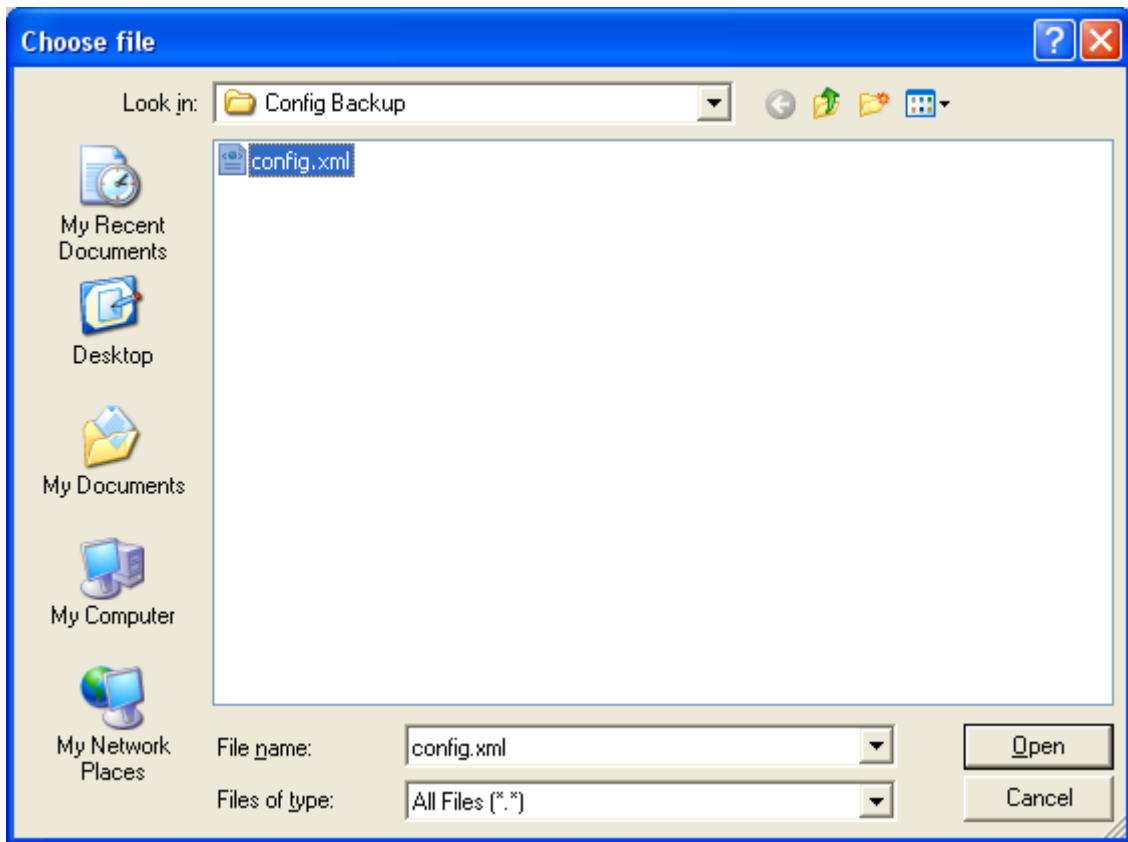 Choose file
Look in:
Config Backup
config.xml
My Recent
Documents
Desktop
My Documents
My Computer
My Network
Places
File name:
config.xml
Open
Files of type:
All Files (*.*)
Cancel